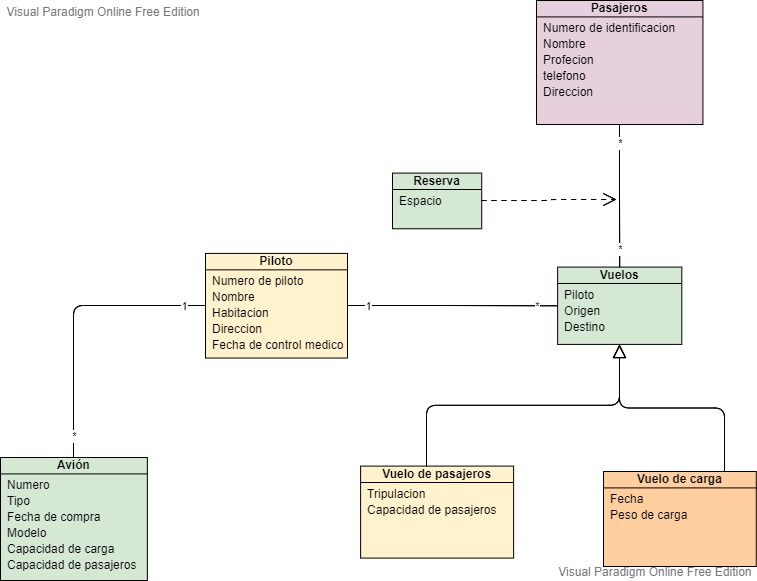 Visual Paradigm Online Free Edition
Pasajeros
Numero de identificacion
Nombre
Profecion
telefono
Direccion
*
Reserva
Espacio
*
Piloto
Numero de piloto
Nombre
Habitacion
Direccion
Fecha de control medico
Vuelos
Piloto
Origen
Destino
1
1
*
*
Avión
Numero
Tipo
Fecha de compra
Modelo
Capacidad de carga
Capacidad de pasajeros
Vuelo de pasajeros
Tripulacion
Capacidad de pasajeros
Vuelo de carga
Fecha
Peso de carga
Visual Paradigm Online Free Edition